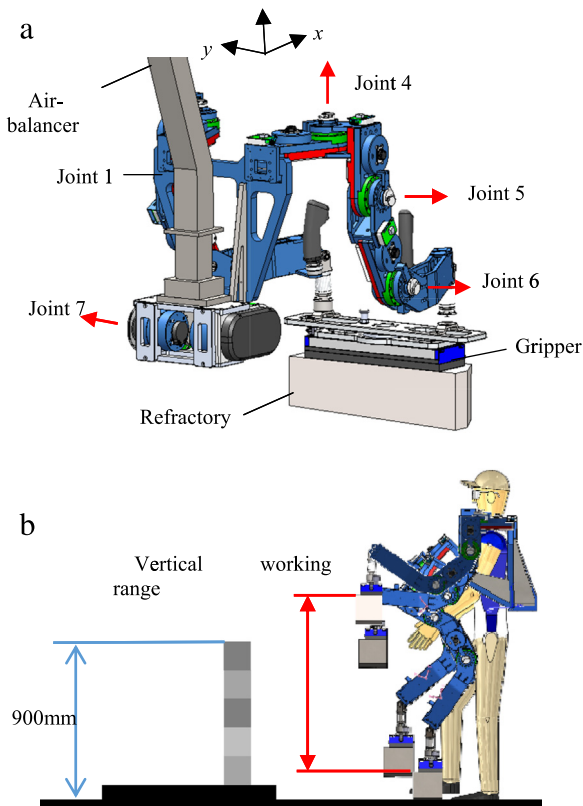 a
y
x
Joint 4
Air-
balancer
Joint 1
Joint 5
Joint 6
Joint 7
Gripper
Refractory
b
Vertical working
range
900mm